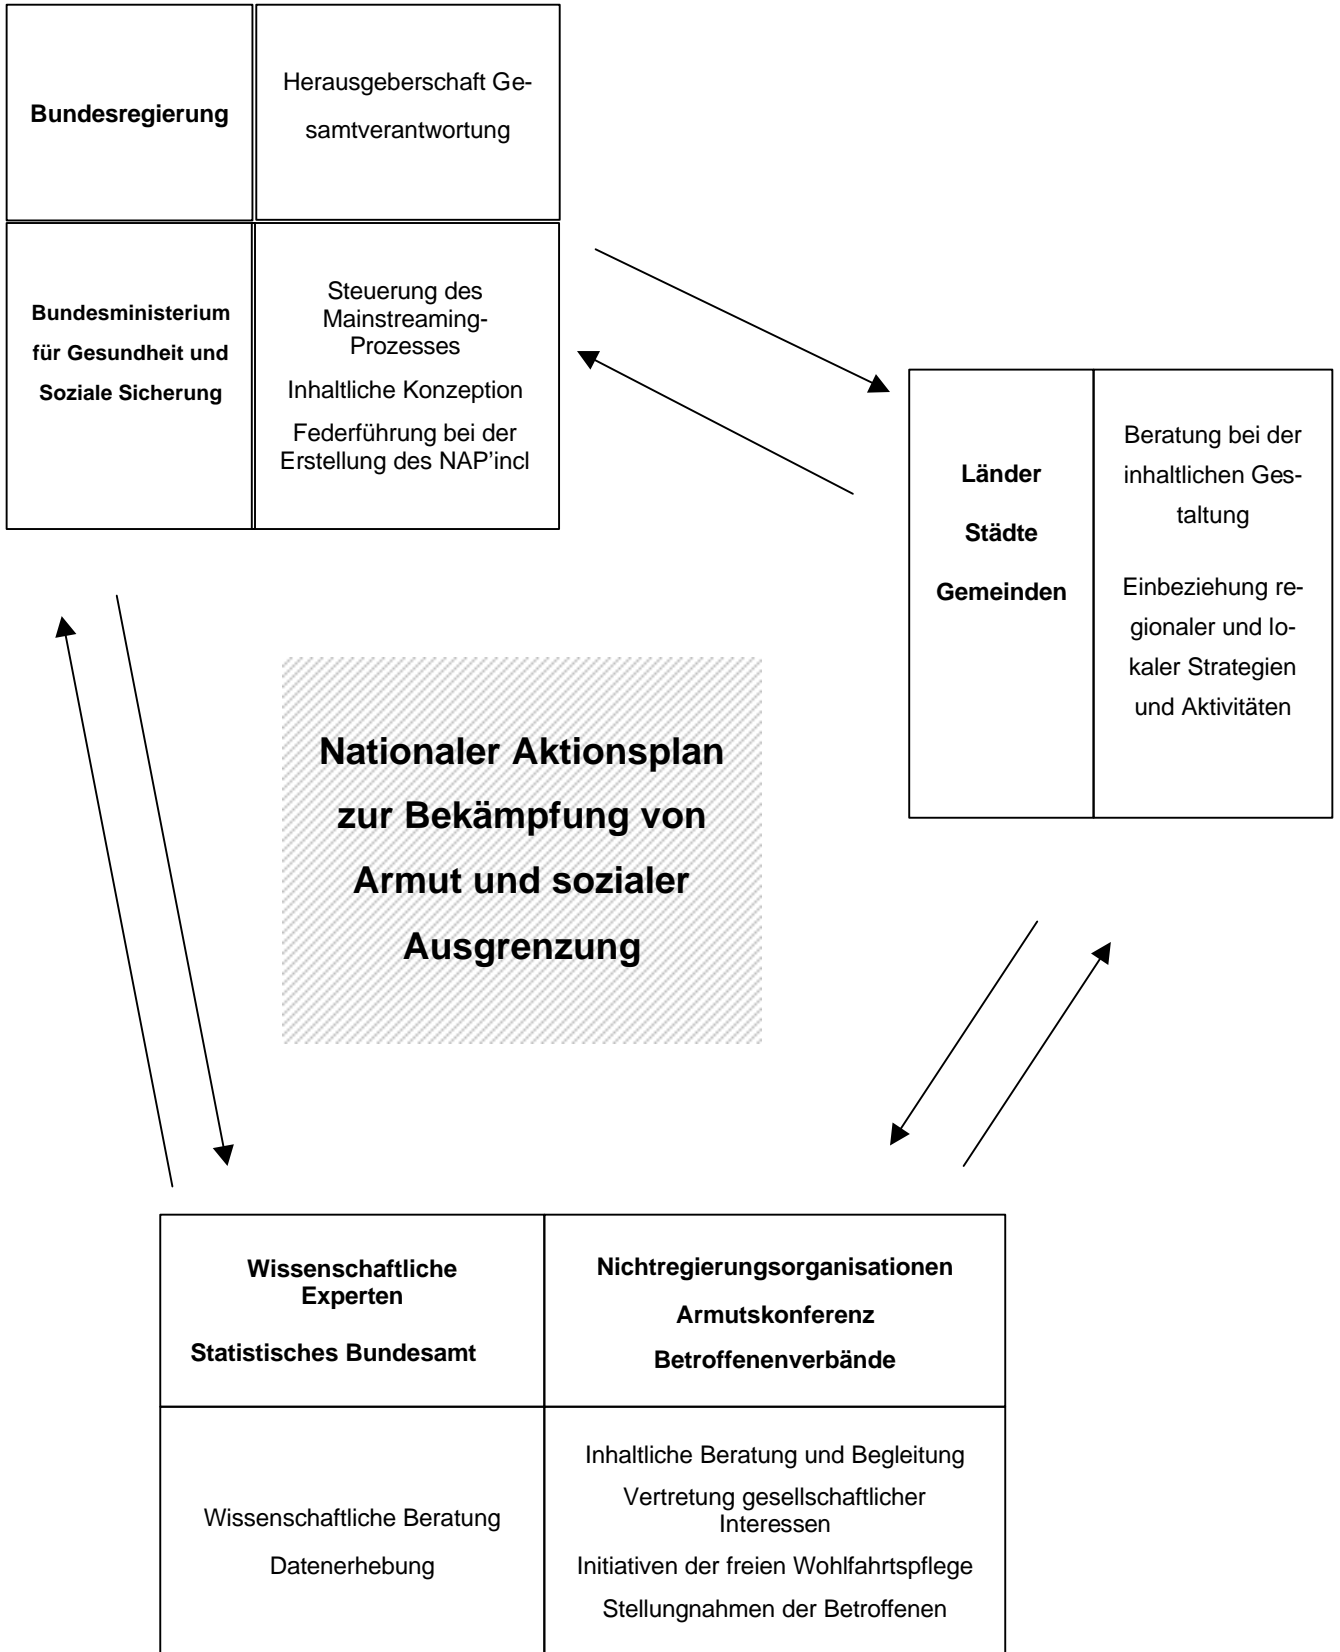 Bundesregierung
Herausgeberschaft Ge-
samtverantwortung
Bundesministerium
für Gesundheit und
Soziale Sicherung
Steuerung des
Mainstreaming-
Prozesses
Inhaltliche Konzeption
Federführung bei der
Erstellung des NAP’incl
Länder
Städte
Gemeinden
Beratung bei der
inhaltlichen Ges-
taltung
Einbeziehung re-
gionaler und lo-
kaler Strategien
und Aktivitäten
Nationaler Aktionsplan
zur Bekämpfung von
Armut und sozialer
Ausgrenzung
Wissenschaftliche
Experten
Statistisches Bundesamt
Nichtregierungsorganisationen
Armutskonferenz
Betroffenenverbände
Wissenschaftliche Beratung
Datenerhebung
Inhaltliche Beratung und Begleitung
Vertretung gesellschaftlicher
Interessen
Initiativen der freien Wohlfahrtspflege
Stellungnahmen der Betroffenen